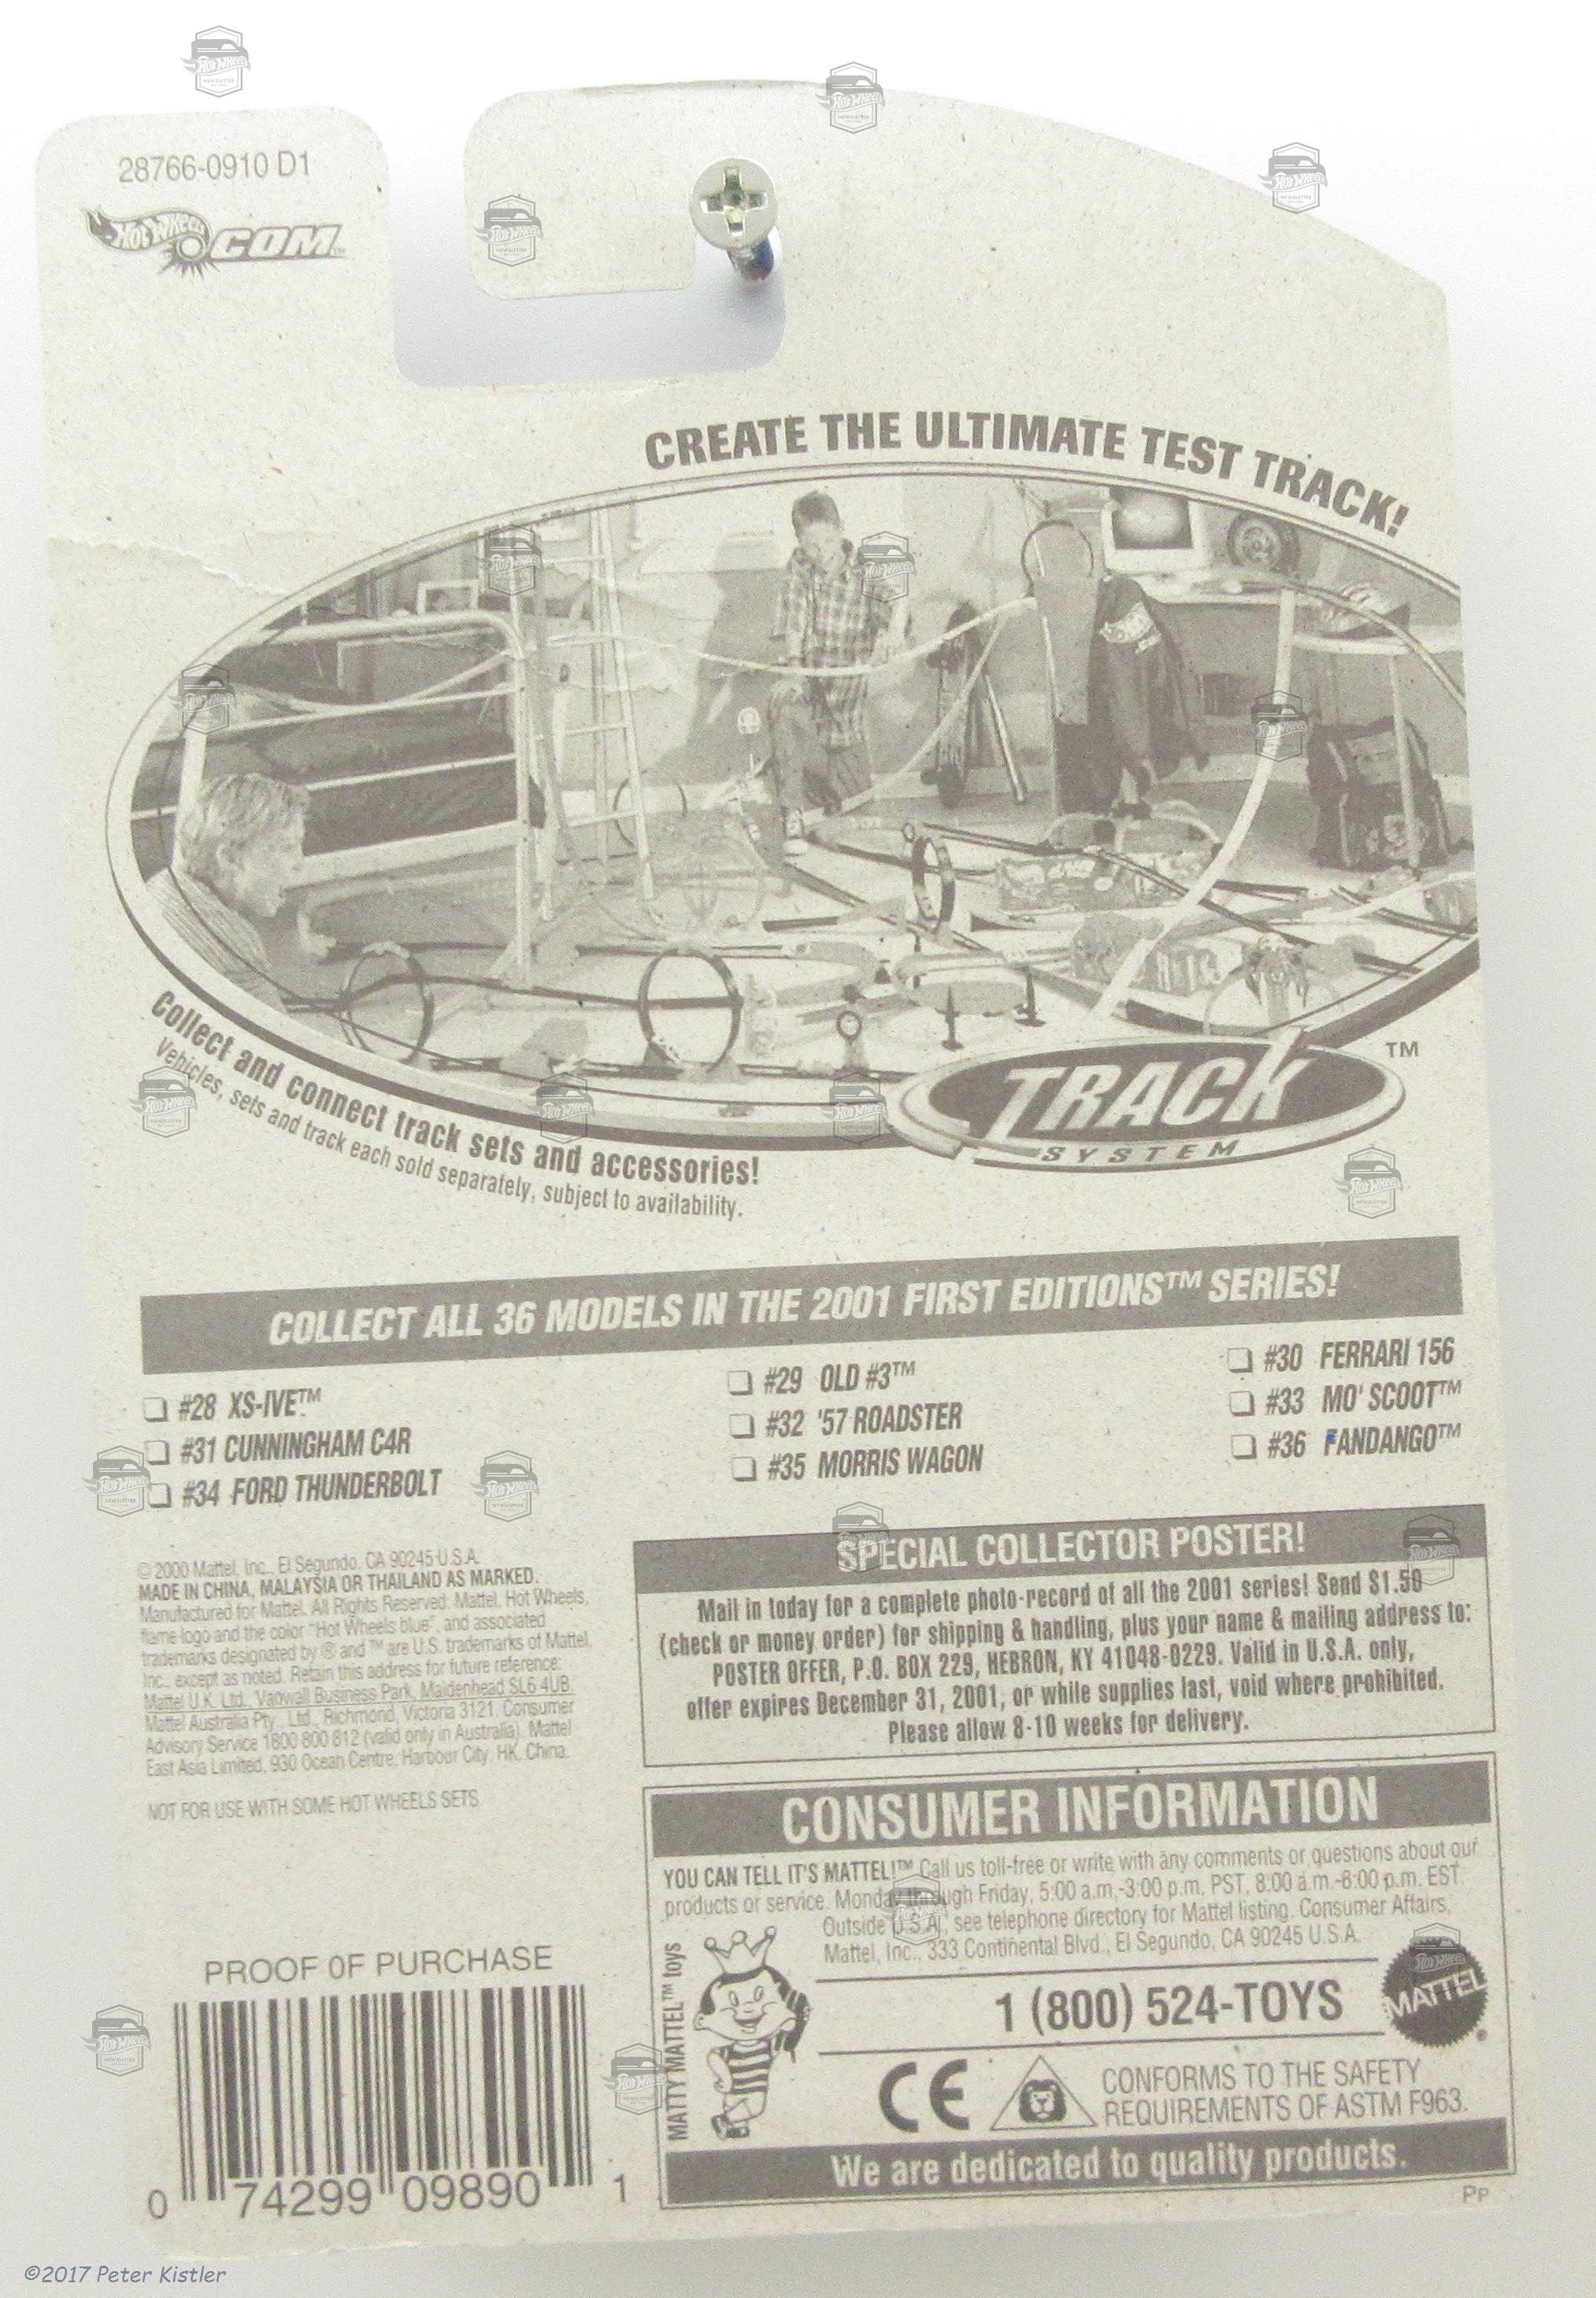 28766-0910 D1
HOT WHEELS .COM™
CREATE THE ULTIMATE TEST TRACK!
Collect and connect track sets and accessories!
Vehicles, sets and track each sold separately, subject to availability.
TRACK™
SYSTEM
COLLECT ALL 36 MODELS IN THE 2001 FIRST EDITIONS™ SERIES!
#28 XS-IVE™
#31 CUNNINGHAM C4R
#34 FORD THUNDERBOLT
#29 OLD #3™
#32 '57 ROADSTER
#35 MORRIS WAGON
#30 FERRARI 156
#33 MO' SCOOT™
#36 FANDANGO™
© 2000 Mattel, Inc., El Segundo, CA 90245 U.S.A.
MADE IN CHINA, MALAYSIA OR THAILAND AS MARKED.
Manufactured for Mattel. All Rights Reserved. Mattel, Hot Wheels,
flame logo and the color "Hot Wheels blue", and associated
trademarks designated by ® and ™ are U.S. trademarks of Mattel,
Inc., except as noted. Retain this address for future reference:
Mattel U.K. Ltd., Vanwall Business Park, Maidenhead SL6 4UB.
Mattel Australia Pty., Ltd., Richmond, Victoria 3121. Consumer
Advisory Service 1800 800 812 (valid only in Australia). Mattel
East Asia Limited, 930 Ocean Centre, Harbour City, HK, China.
NOT FOR USE WITH SOME HOT WHEELS SETS.
SPECIAL COLLECTOR POSTER!
Mail in today for a complete photo-record of all the 2001 series! Send $1.50
(check or money order) for shipping & handling, plus your name & mailing address to:
POSTER OFFER, P.O. BOX 229, HEBRON, KY 41048-0229. Valid in U.S.A. only,
offer expires December 31, 2001, or while supplies last, void where prohibited.
Please allow 8-10 weeks for delivery.
CONSUMER INFORMATION
YOU CAN TELL IT'S MATTEL!™ Call us toll-free or write with any comments or questions about our
products or service. Monday through Friday, 5:00 a.m.-3:00 p.m. PST, 8:00 a.m.-6:00 p.m. EST.
Outside U.S.A., see telephone directory for Mattel listing. Consumer Affairs,
Mattel, Inc., 333 Continental Blvd., El Segundo, CA 90245 U.S.A.
MATTY MATTEL™ toys
1 (800) 524-TOYS
MATTEL®
CE
CONFORMS TO THE SAFETY
REQUIREMENTS OF ASTM F963.
We are dedicated to quality products.
PP
PROOF OF PURCHASE
0 74299 09890 1
©2017 Peter Kistler